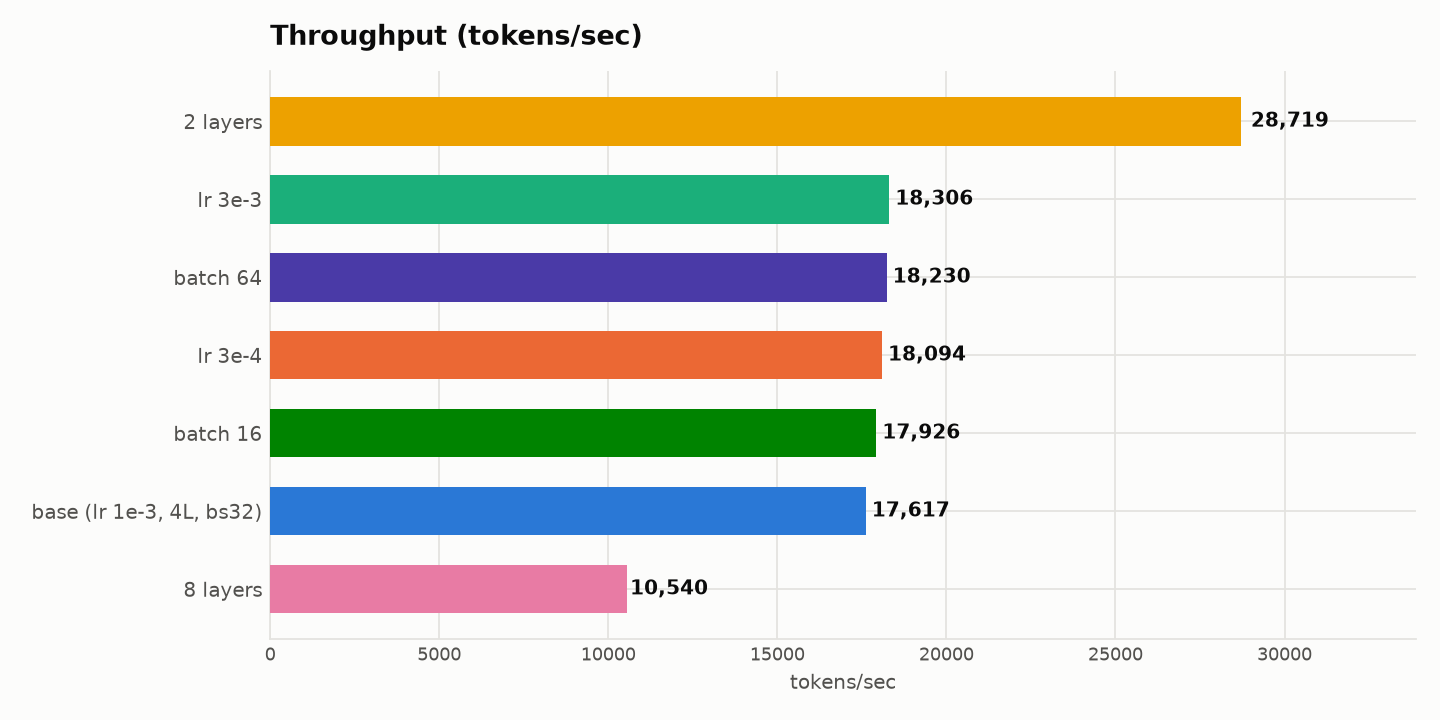 Throughput (tokens/sec)
2 layers 28,719
lr 3e-3 18,306
batch 64 18,230
lr 3e-4 18,094
batch 16 17,926
base (lr 1e-3, 4L, bs32) 17,617
8 layers 10,540
0 5000 10000 15000 20000 25000 30000
tokens/sec